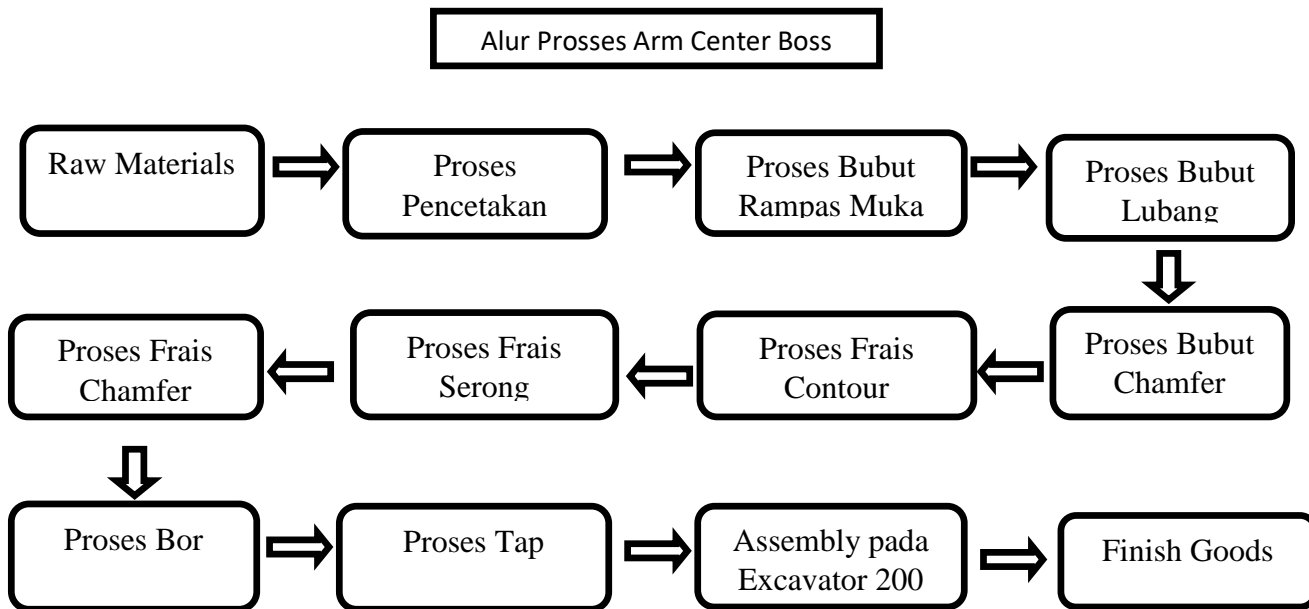 Alur Prosses Arm Center Boss
Raw Materials
Proses
Pencetakan
Proses Bubut
Rampas Muka
Proses Bubut
Lubang
Proses Bubut
Chamfer
Proses Frais
Contour
Proses Frais
Serong
Proses Frais
Chamfer
Proses Bor
Proses Tap
Assembly pada
Excavator 200
Finish Goods